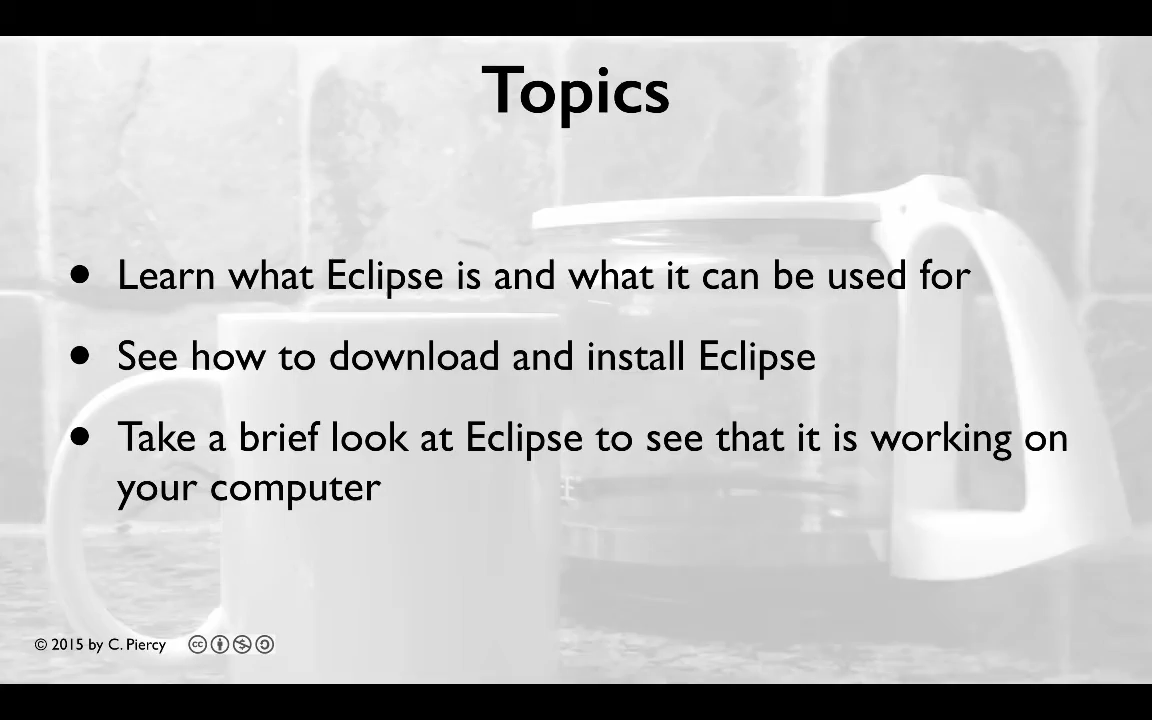 Topics
• Learn what Eclipse is and what it can be used for
• See how to download and install Eclipse
• Take a brief look at Eclipse to see that it is working on
your computer
© 2015 by C. Piercy cc